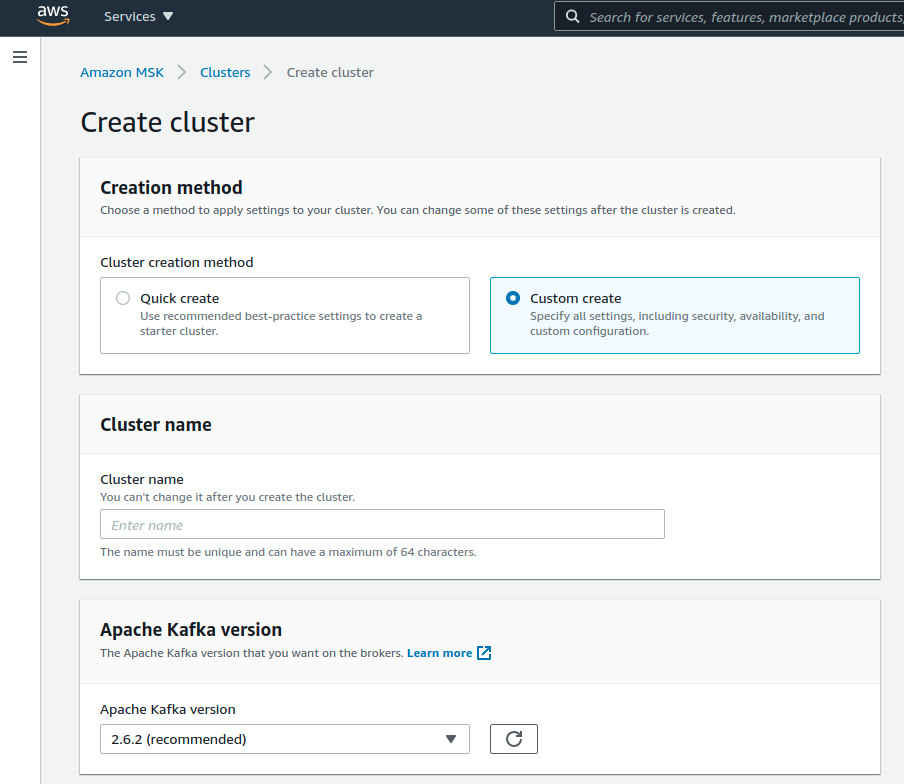 aws
Services
Search for services, features, marketplace products,
Amazon MSK
Clusters
Create cluster
Create cluster
Creation method
Choose a method to apply settings to your cluster. You can change some of these settings after the cluster is created.
Cluster creation method
Quick create
Use recommended best-practice settings to create a
starter cluster.
Custom create
Specify all settings, including security, availability, and
custom configuration.
Cluster name
Cluster name
You can't change it after you create the cluster.
Enter name
The name must be unique and can have a maximum of 64 characters.
Apache Kafka version
The Apache Kafka version that you want on the brokers. Learn more
Apache Kafka version
2.6.2 (recommended)